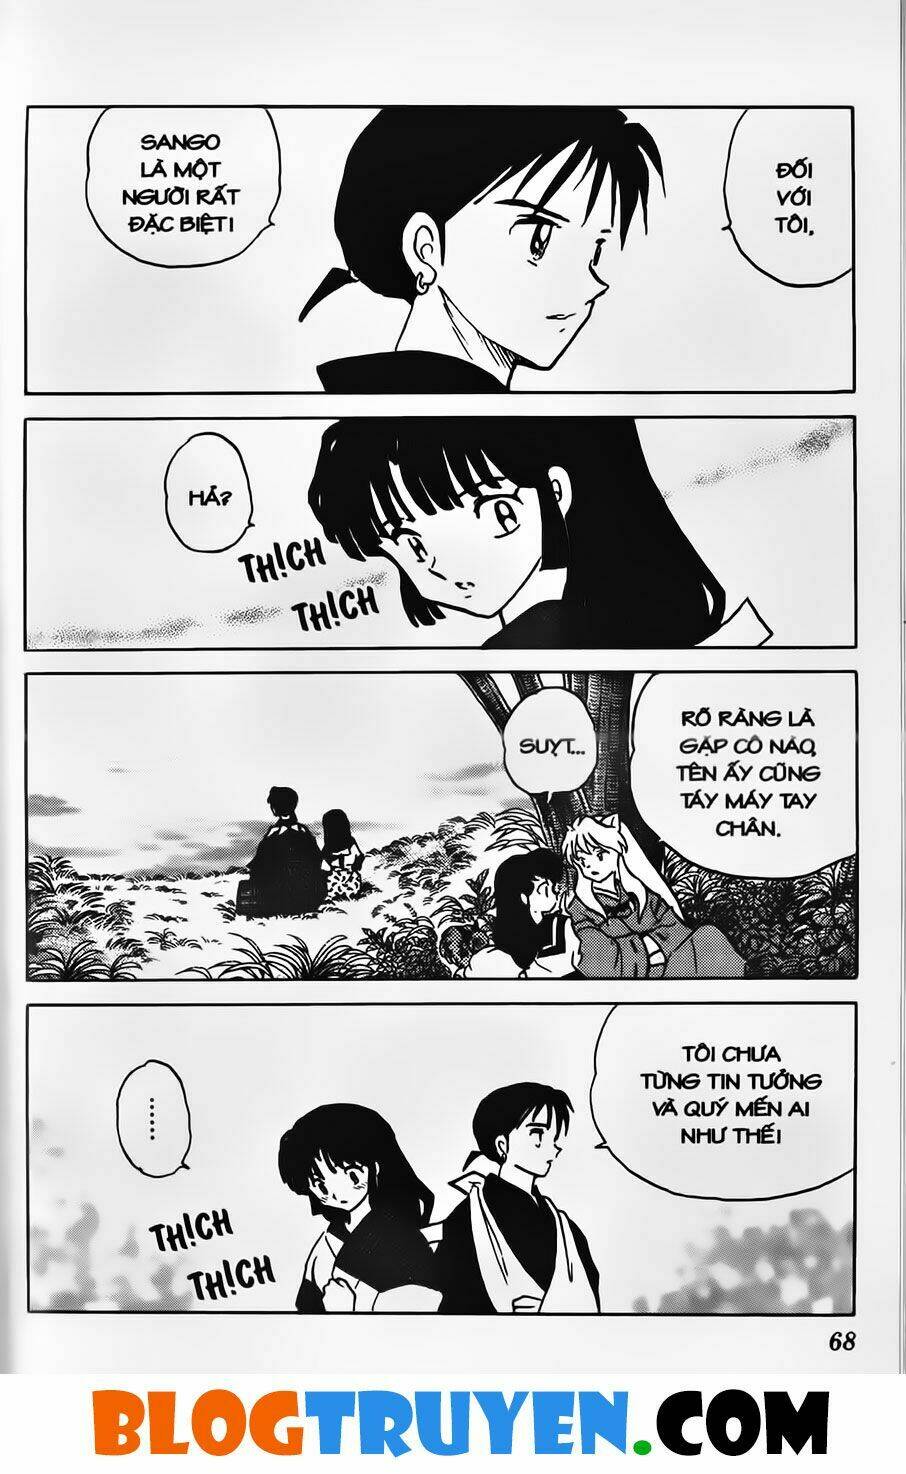 ĐỐI
VỚI
TÔI,
SANGO
LÀ MỘT
NGƯỜI RẤT
ĐẶC BIỆT!
HẢ?
THỊCH
THỊCH
RÕ RÀNG LÀ
GẶP CÔ NÀO,
TÊN ẤY CŨNG
TÁY MÁY TAY
CHÂN.
SUỴT...
TÔI CHƯA
TỪNG TIN TƯỞNG
VÀ QUÝ MẾN AI
NHƯ THẾ!
......
THỊCH
THỊCH
68
BLOGTRUYEN.COM